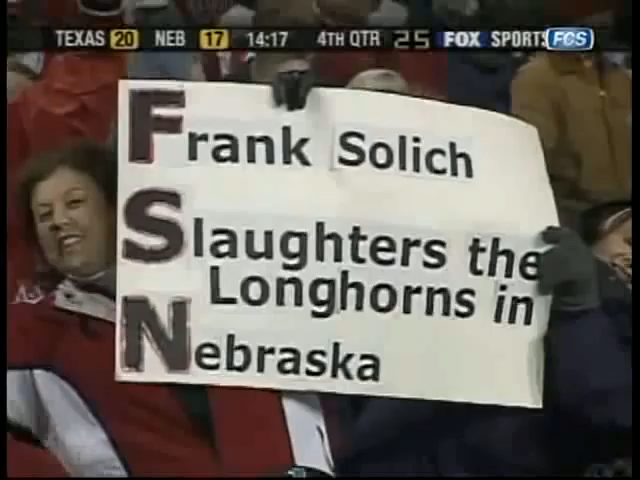 TEXAS 20 NEB 17 14:17 4TH QTR 25 FOX SPORTS FCS
Frank Solich
Slaughters the
Longhorns in
Nebraska